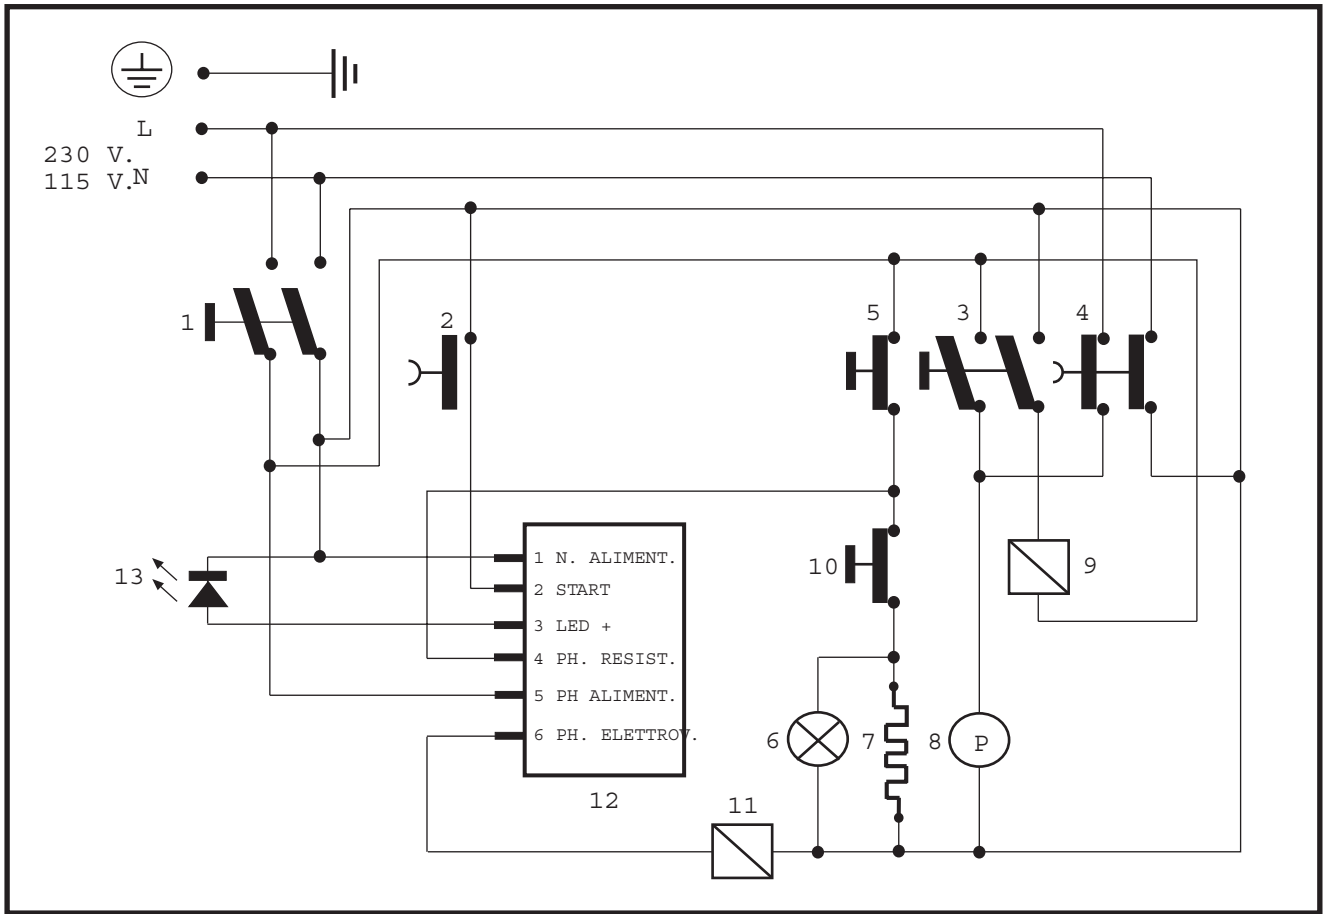 L
230 V.
115 V. N
1
2
5
3
4
10
9
13
1 N. ALIMENT.
2 START
3 LED +
4 PH. RESIST.
5 PH ALIMENT.
6 PH. ELETTROV.
12
11
6
7
8
P